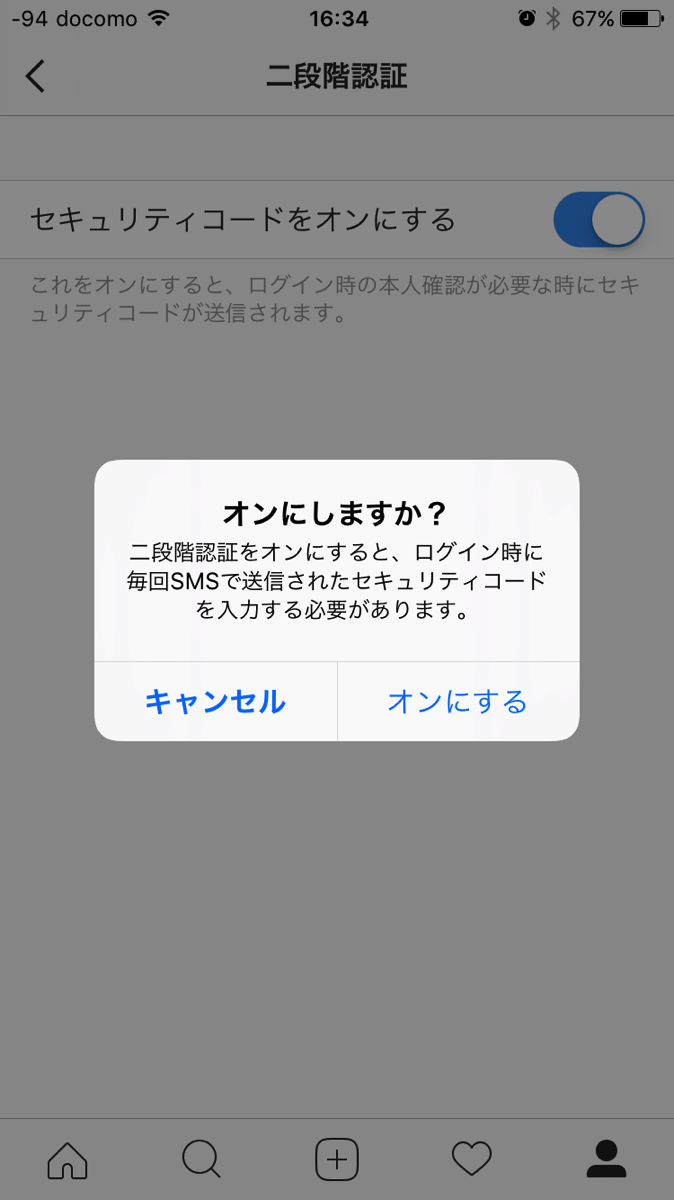 -94 docomo 16:34 67%
二段階認証
セキュリティコードをオンにする
これをオンにすると、ログイン時の本人確認が必要な時にセキ
ュリティコードが送信されます。
オンにしますか？
二段階認証をオンにすると、ログイン時に
毎回SMSで送信されたセキュリティコード
を入力する必要があります。
キャンセル オンにする